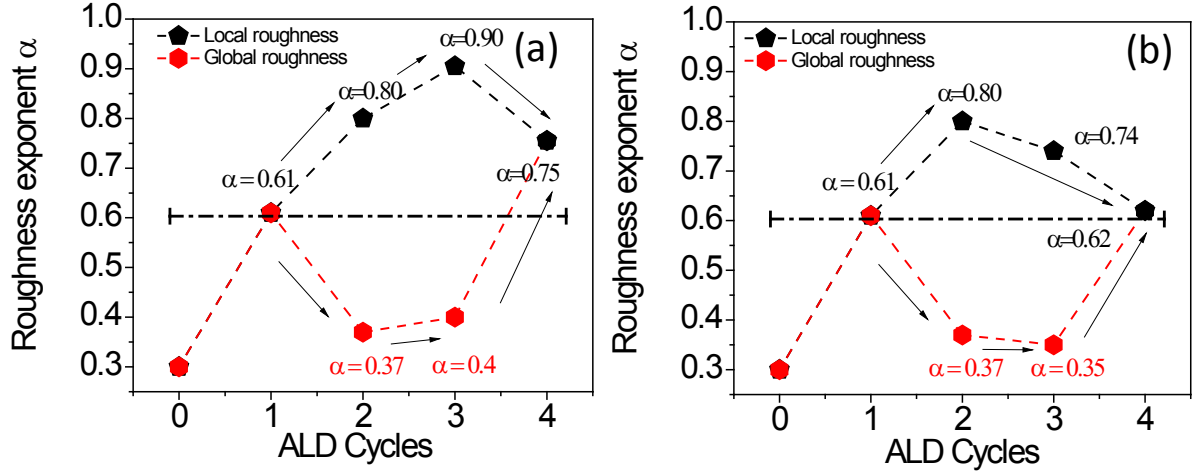 Local roughness
Global roughness
(a)
α=0.90
α=0.80
α=0.61
α=0.75
α=0.37
α=0.4
1.0
0.9
0.8
0.7
0.6
0.5
0.4
0.3
0 1 2 3 4
ALD Cycles
Roughness exponent α
Local roughness
Global roughness
(b)
α=0.80
α=0.74
α=0.61
α=0.62
α=0.37
α=0.35
1.0
0.9
0.8
0.7
0.6
0.5
0.4
0.3
0 1 2 3 4
ALD Cycles
Roughness exponent α